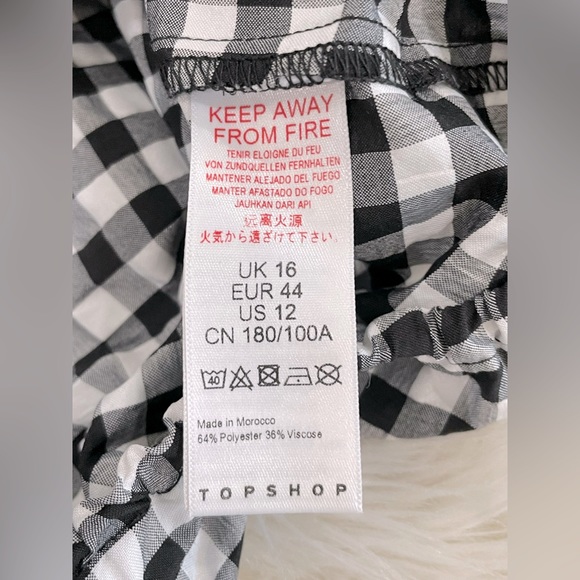 KEEP AWAY
FROM FIRE
TENIR ELOIGNE DU FEU
VON ZUNDQUELLEN FERNHALTEN
MANTENER ALEJADO DEL FUEGO
MANTER AFASTADO DO FOGO
JAUHKAN DARI API
远离火源
火気から遠ざけて下さい。
UK 16
EUR 44
US 12
CN 180/100A
40
Made in Morocco
64% Polyester 36% Viscose
TOPSHOP